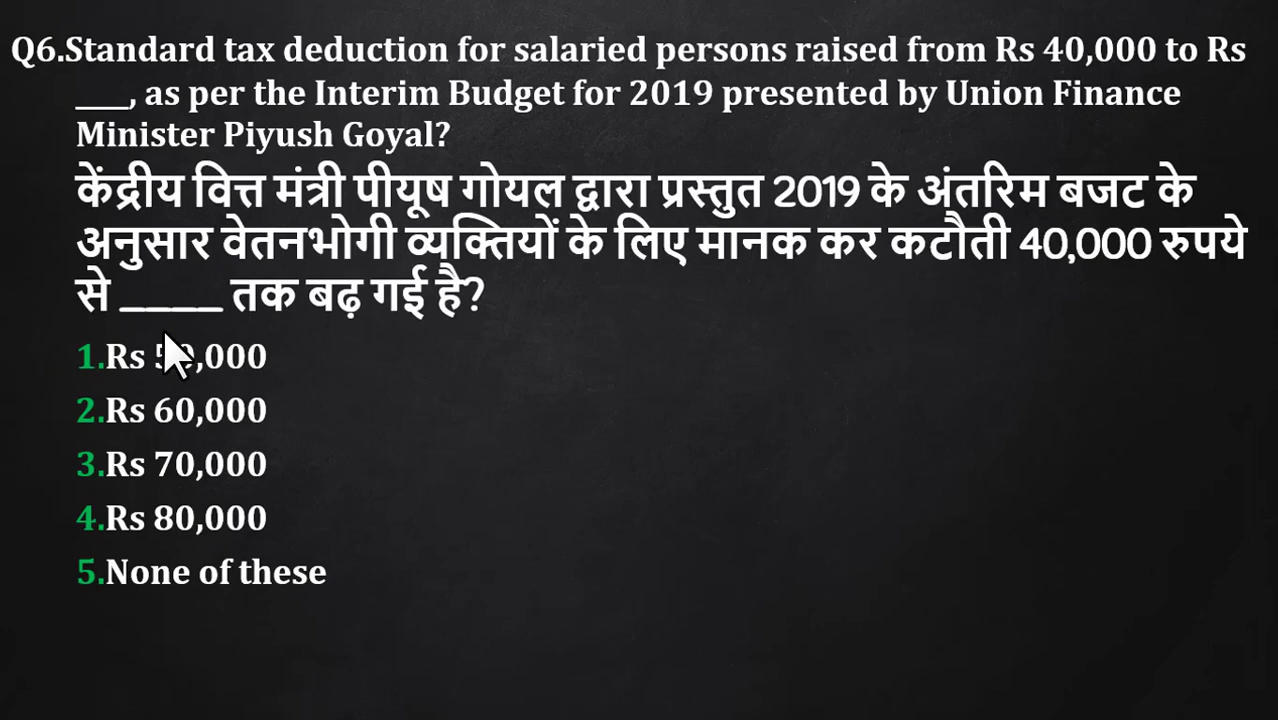 Q6.Standard tax deduction for salaried persons raised from Rs 40,000 to Rs
____, as per the Interim Budget for 2019 presented by Union Finance
Minister Piyush Goyal?
केंद्रीय वित्त मंत्री पीयूष गोयल द्वारा प्रस्तुत 2019 के अंतरिम बजट के
अनुसार वेतनभोगी व्यक्तियों के लिए मानक कर कटौती 40,000 रुपये
से ____ तक बढ़ गई है?
1.Rs 50,000
2.Rs 60,000
3.Rs 70,000
4.Rs 80,000
5.None of these